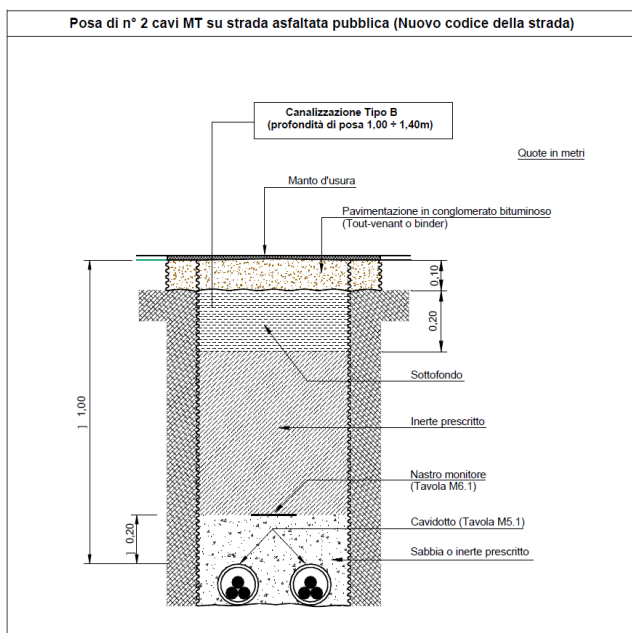 Posa di n° 2 cavi MT su strada asfaltata pubblica (Nuovo codice della strada)
Canalizzazione Tipo B
(profondità di posa 1,00 ÷ 1,40m)
Quote in metri
Manto d'usura
Pavimentazione in conglomerato bituminoso
(Tout-venant o binder)
0,10
0,20
] 1,00
Sottofondo
Inerte prescritto
Nastro monitore
(Tavola M6.1)
] 0,20
Cavidotto (Tavola M5.1)
Sabbia o inerte prescritto